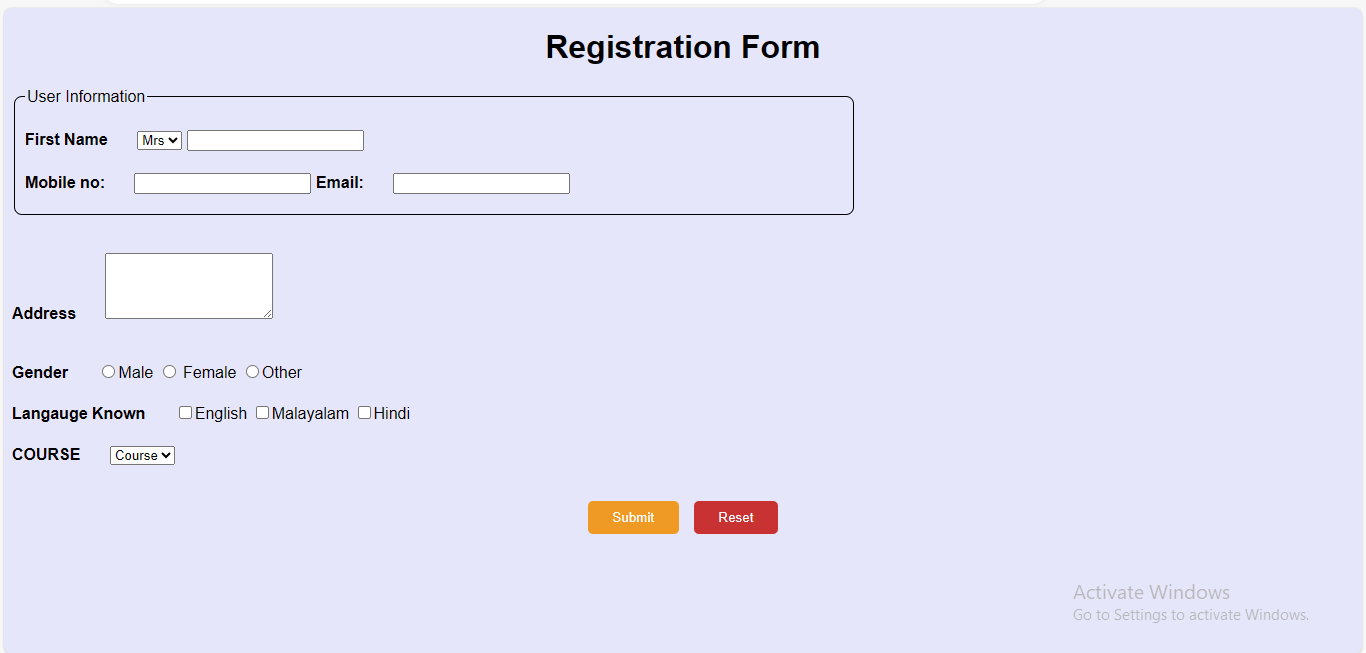 Registration Form
User Information
First Name Mrs
Mobile no: Email:
Address
Gender Male Female Other
Langauge Known English Malayalam Hindi
COURSE Course
Submit Reset
Activate Windows
Go to Settings to activate Windows.